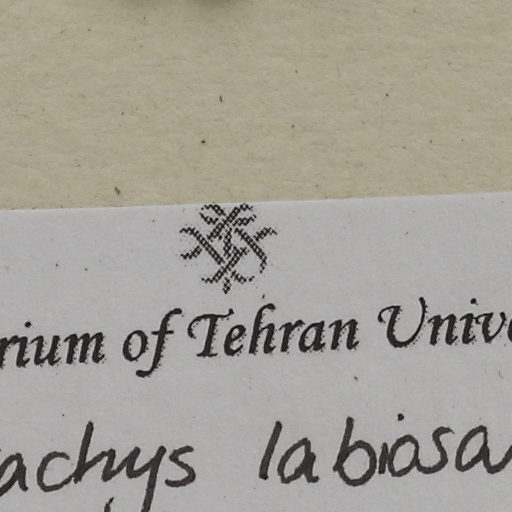 rium of Tehran Unive
achys labiosa